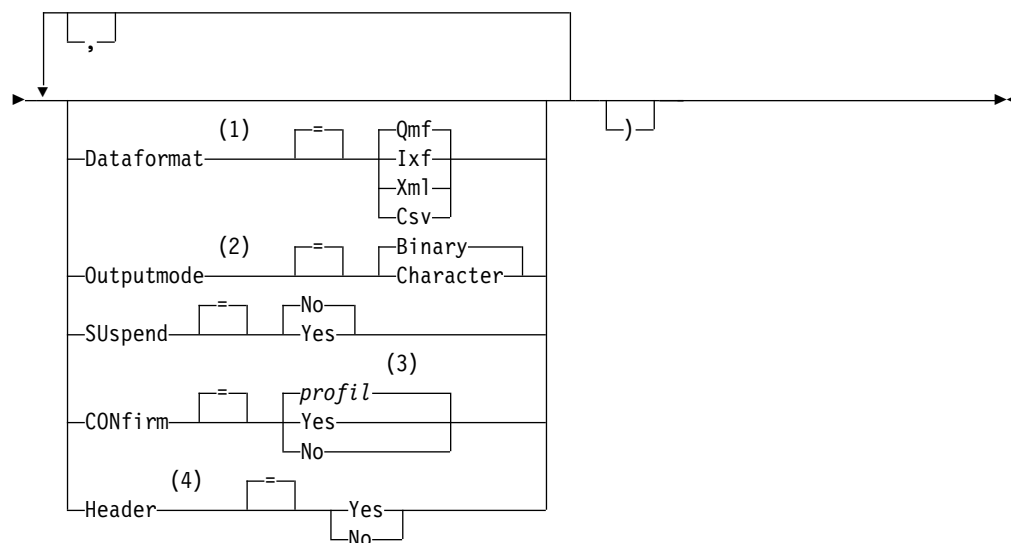 ,
(1) = Qmf
Dataformat Ixf )
Xml
Csv
(2) = Binary
Outputmode Character
= No
SUspend Yes
(3)
= profil
CONfirm Yes
No
(4) =
Header Yes
No